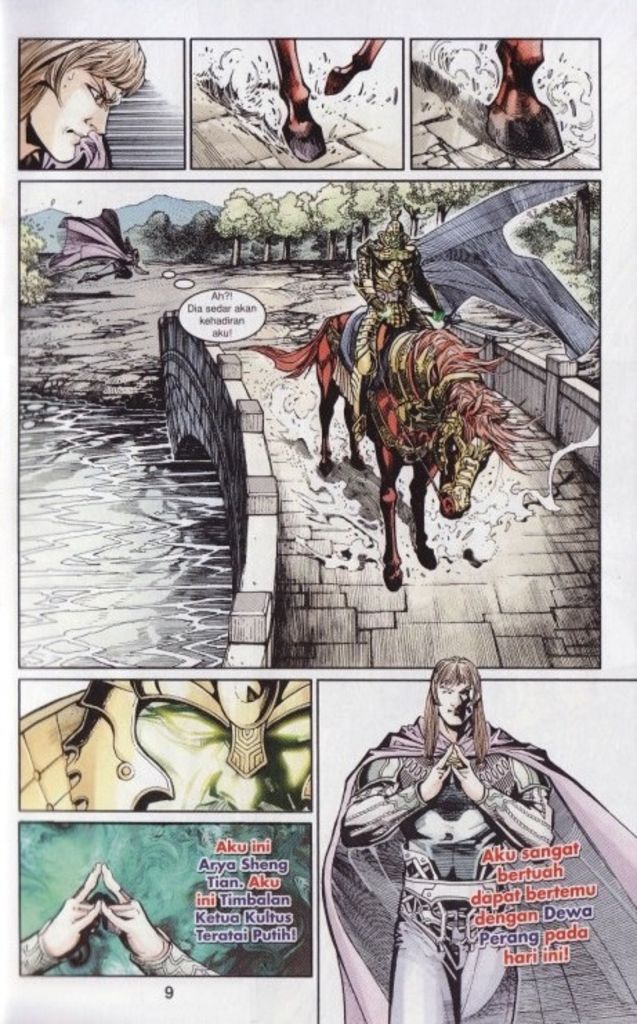 Ah?!
Dia sedar akan
kehadiran
aku!
Aku ini
Arya Sheng
Tian. Aku
ini Timbalan
Ketua Kultus
Teratai Putih!
Aku sangat
bertuah
dapat bertemu
dengan Dewa
Perang pada
hari ini!
9